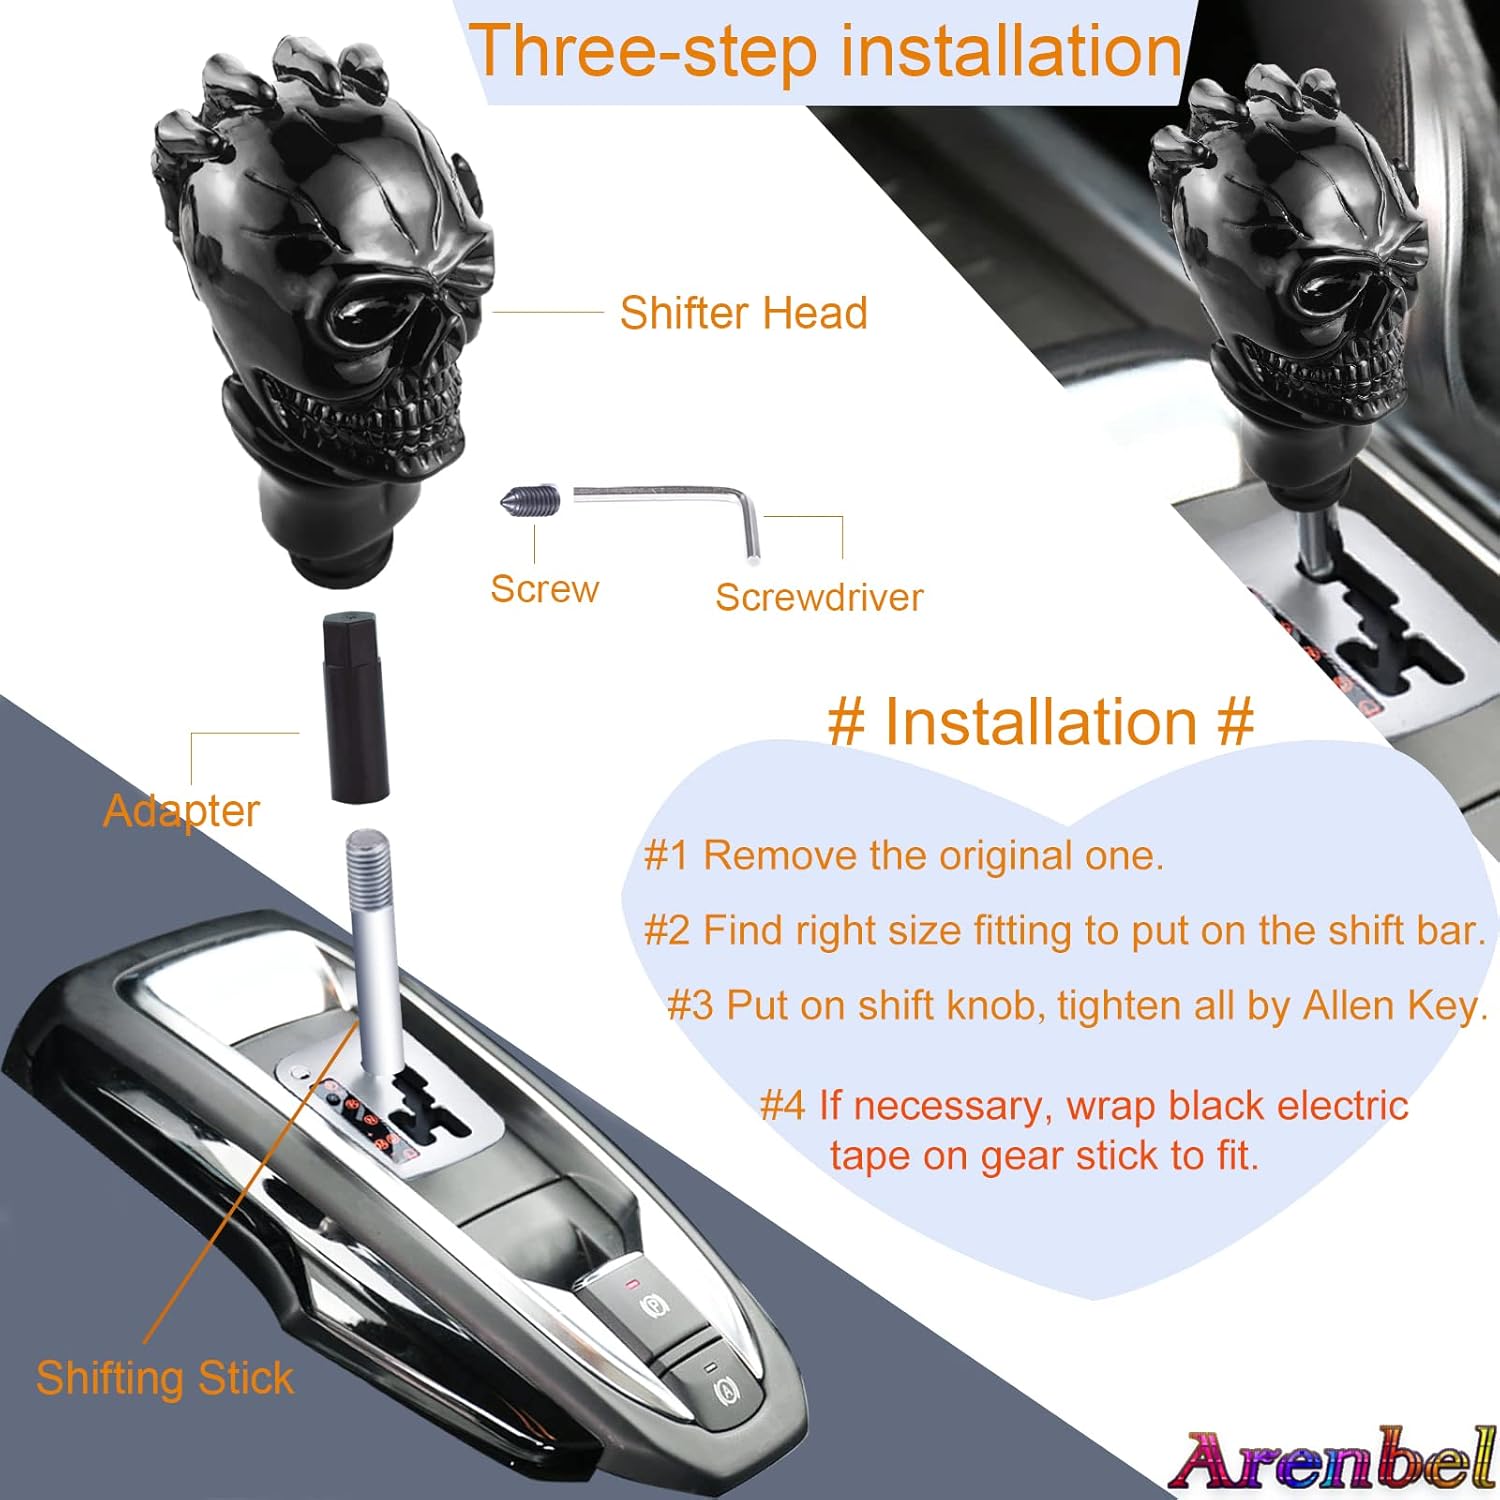 Three-step installation
Shifter Head
Screw
Screwdriver
Adapter
Shifting Stick
# Installation #
#1 Remove the original one.
#2 Find right size fitting to put on the shift bar.
#3 Put on shift knob, tighten all by Allen Key.
#4 If necessary, wrap black electric
tape on gear stick to fit.
P
A
Arenbel